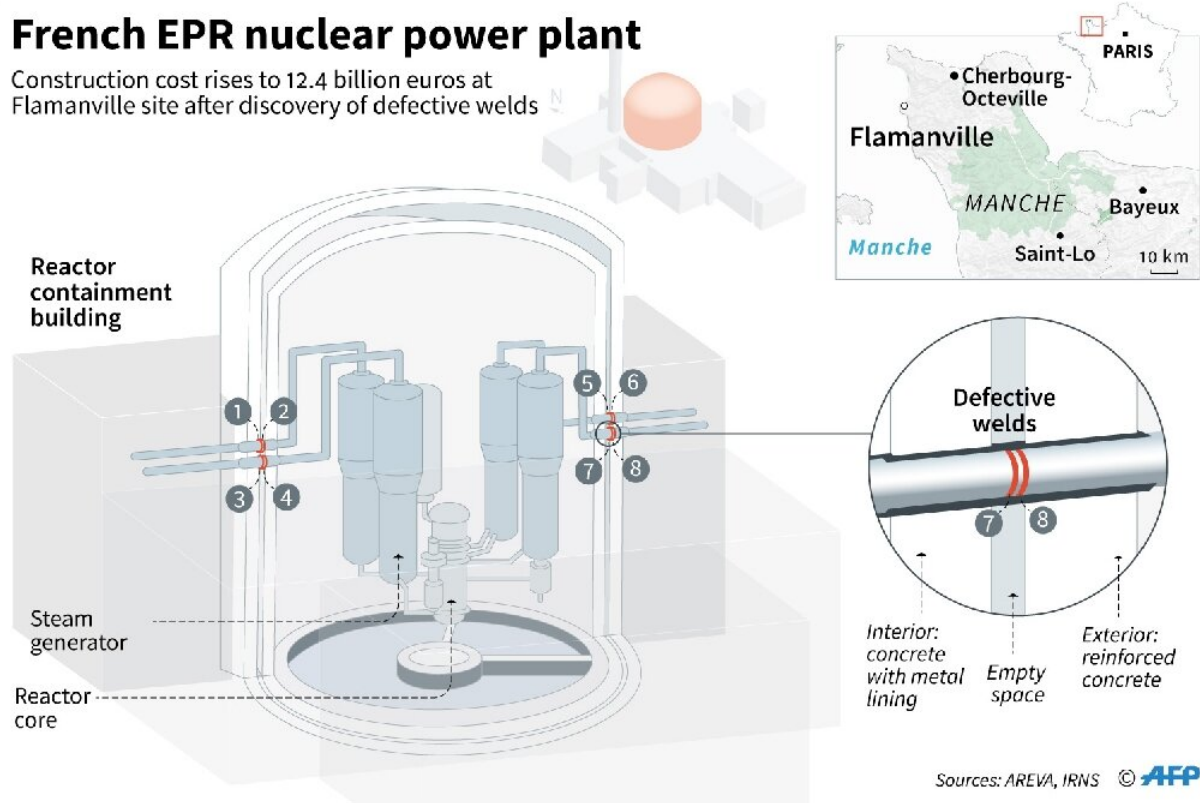 French EPR nuclear power plant
Construction cost rises to 12.4 billion euros at
Flamanville site after discovery of defective welds
N
PARIS
Cherbourg-
Octeville
Flamanville
MANCHE
Bayeux
Manche
Saint-Lo
10 km
Reactor
containment
building
1
2
3
4
5
6
7
8
Defective
welds
7
8
Steam
generator
Reactor
core
Interior:
concrete
with metal
lining
Empty
space
Exterior:
reinforced
concrete
Sources: AREVA, IRNS © AFP